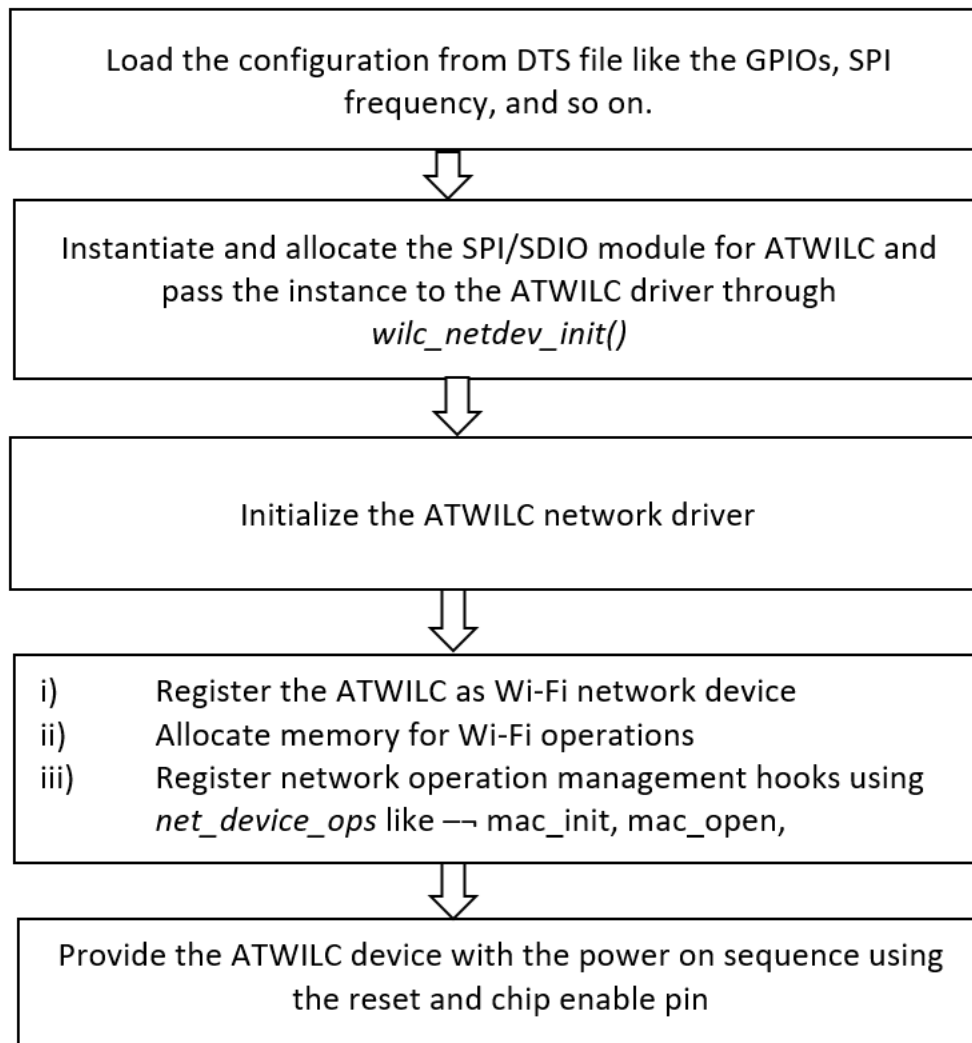 Load the configuration from DTS file like the GPIOs, SPI
frequency, and so on.
Instantiate and allocate the SPI/SDIO module for ATWILC and
pass the instance to the ATWILC driver through
wilc_netdev_init()
Initialize the ATWILC network driver
i) Register the ATWILC as Wi-Fi network device
ii) Allocate memory for Wi-Fi operations
iii) Register network operation management hooks using
net_device_ops like —¬ mac_init, mac_open,
Provide the ATWILC device with the power on sequence using
the reset and chip enable pin